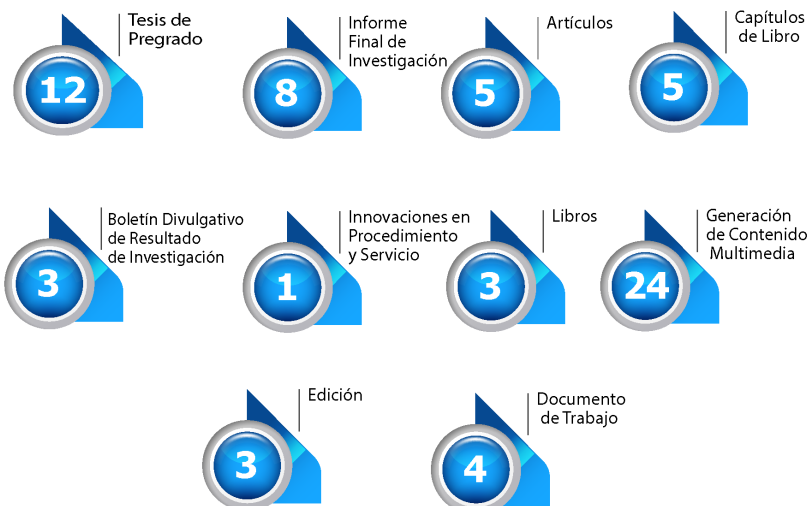 12
Tesis de
Pregrado
8
Informe
Final de
Investigación
5
Artículos
5
Capítulos
de Libro
3
Boletín Divulgativo
de Resultado
de Investigación
1
Innovaciones en
Procedimiento
y Servicio
3
Libros
24
Generación
de Contenido
Multimedia
3
Edición
4
Documento
de Trabajo